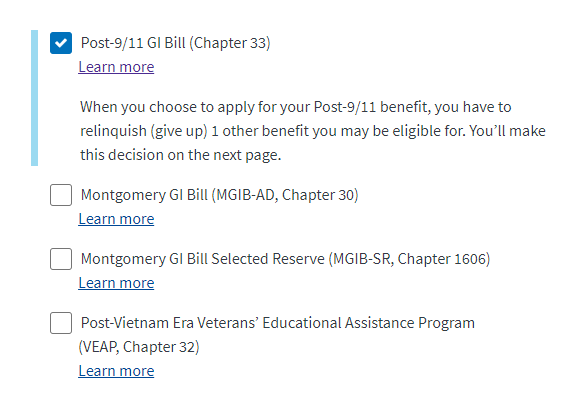 Post-9/11 GI Bill (Chapter 33)
Learn more
When you choose to apply for your Post-9/11 benefit, you have to
relinquish (give up) 1 other benefit you may be eligible for. You’ll make
this decision on the next page.
Montgomery GI Bill (MGIB-AD, Chapter 30)
Learn more
Montgomery GI Bill Selected Reserve (MGIB-SR, Chapter 1606)
Learn more
Post-Vietnam Era Veterans’ Educational Assistance Program
(VEAP, Chapter 32)
Learn more